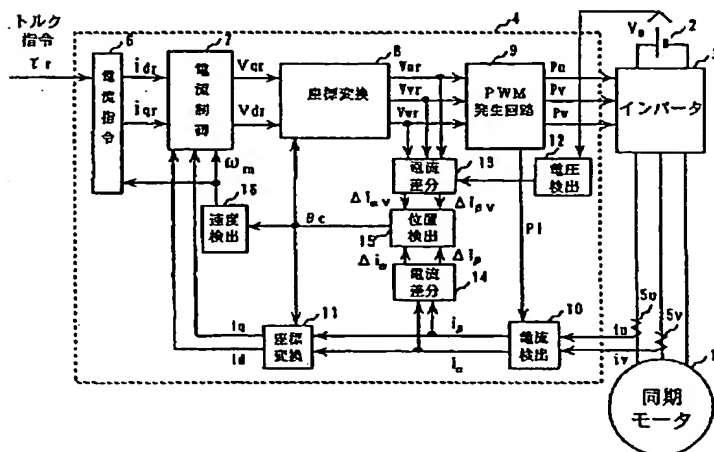 トルク
指令
τr
6
電流指令
idr
iqr
7
電流制御
Vqr
Vdr
8
座標変換
Vur
Vvr
Vwr
9
PWM
発生回路
Pu
Pv
Pw
4
2
インバータ
12
電圧
検出
13
電流
差分
Δiαv
Δiβv
15
位置
検出
θc
Δiα
Δiβ
電流
差分
14
ωm
16
速度
検出
P1
11
座標
変換
iq
id
iβ
iα
10
電流
検出
5u
5v
iu
iv
1
同期
モータ